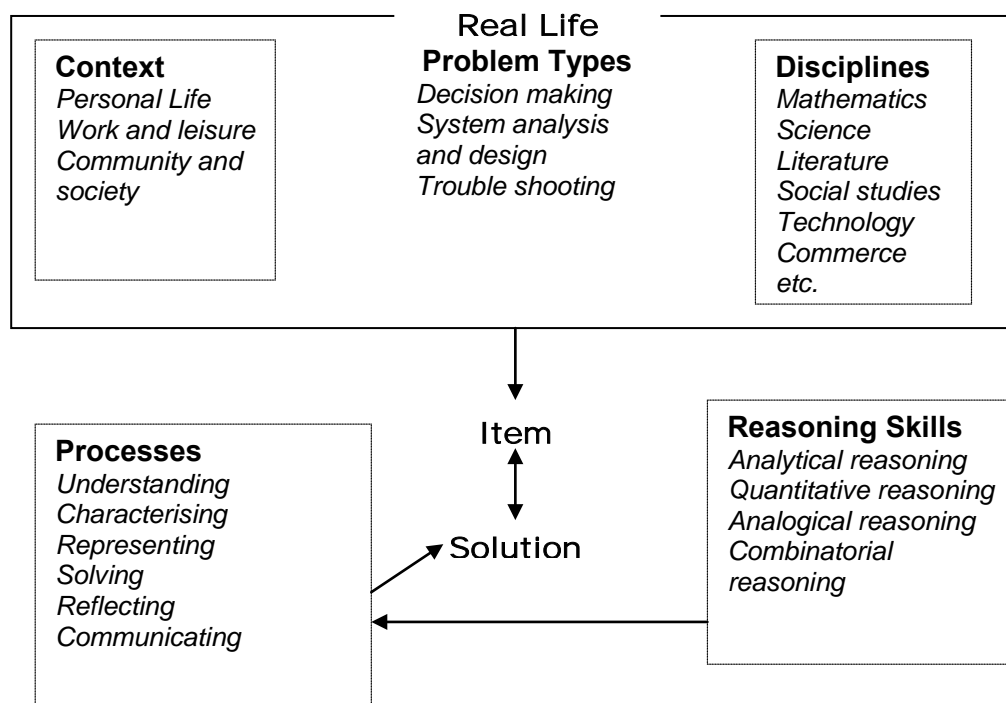 Real Life
Context
Personal Life
Work and leisure
Community and
society
Problem Types
Decision making
System analysis
and design
Trouble shooting
Disciplines
Mathematics
Science
Literature
Social studies
Technology
Commerce
etc.
Item
Solution
Processes
Understanding
Characterising
Representing
Solving
Reflecting
Communicating
Reasoning Skills
Analytical reasoning
Quantitative reasoning
Analogical reasoning
Combinatorial
reasoning